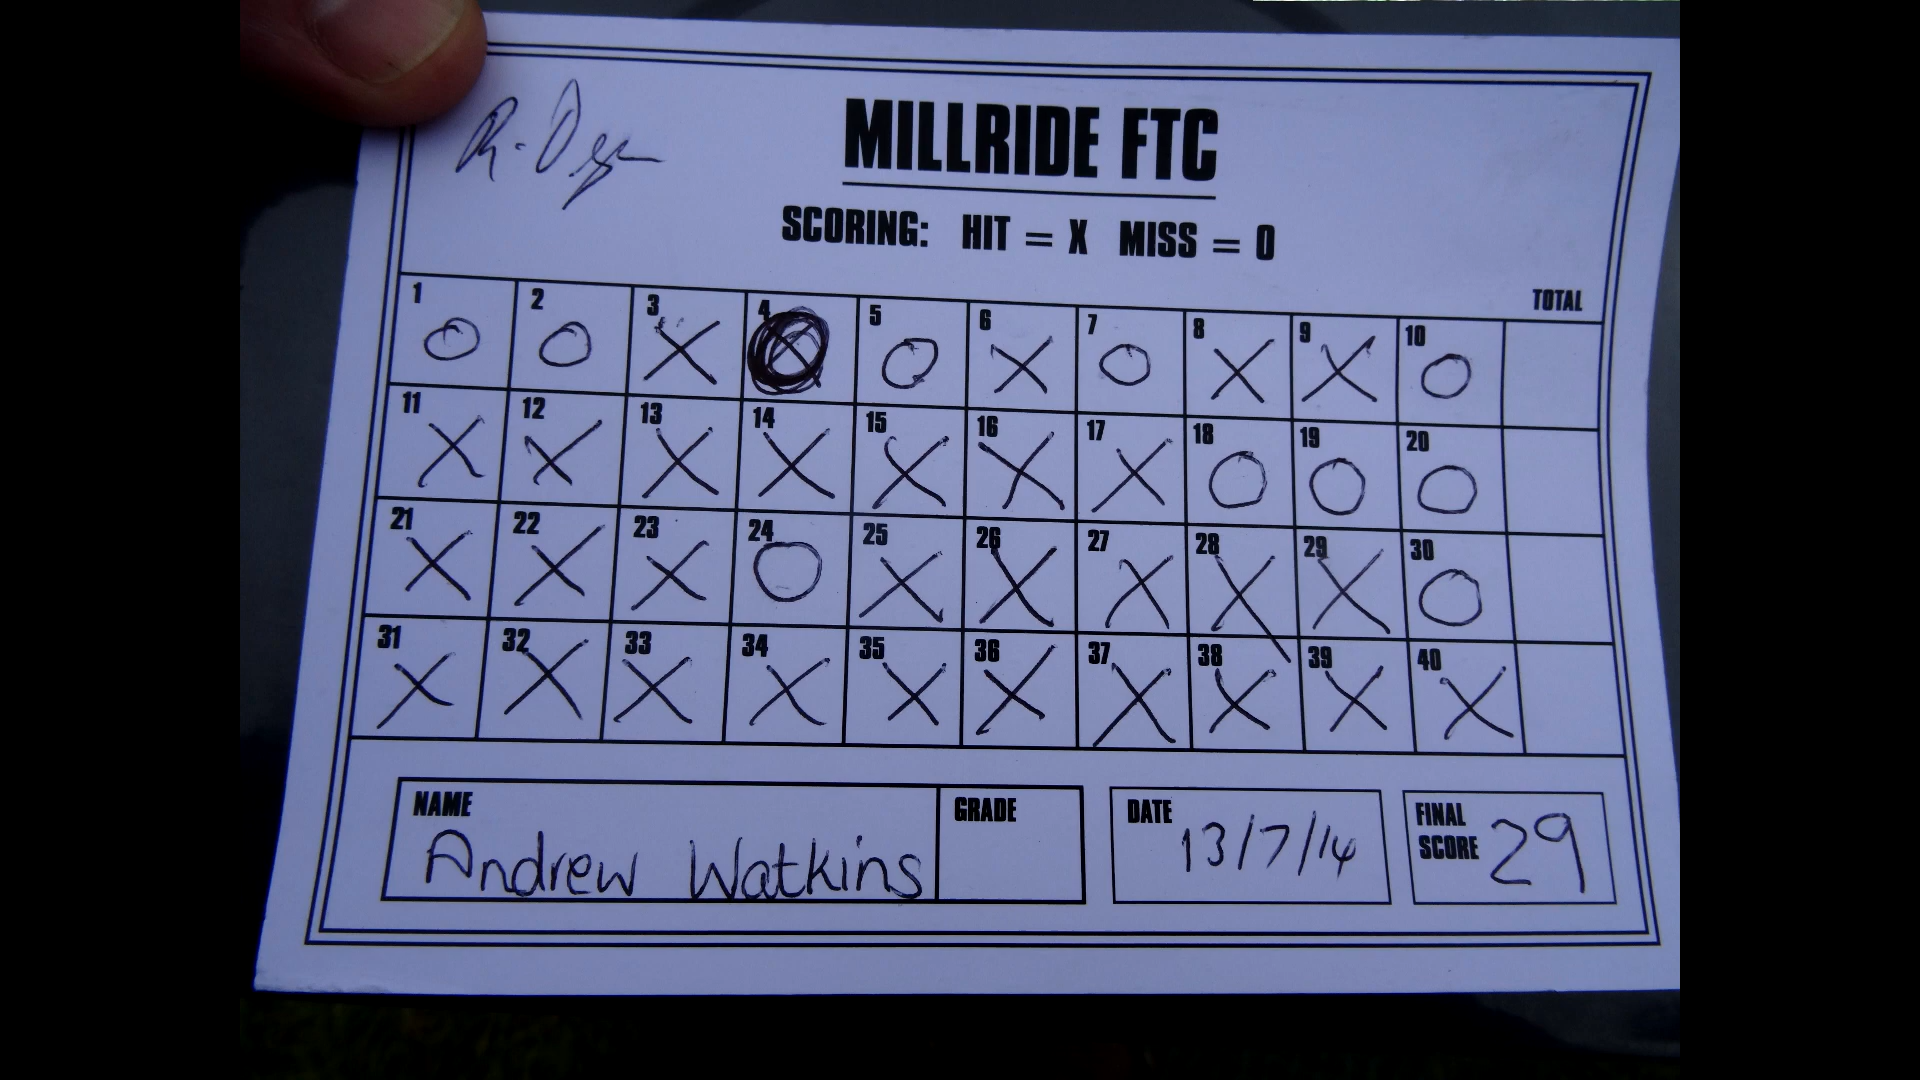 MILLRIDE FTC
SCORING: HIT = X MISS = 0
TOTAL
1 O 2 O 3 X 4 5 O 6 X 7 O 8 X 9 X 10 O
11 X 12 X 13 X 14 X 15 X 16 X 17 X 18 O 19 O 20 O
21 X 22 X 23 X 24 O 25 X 26 X 27 X 28 X 29 X 30 O
31 X 32 X 33 X 34 X 35 X 36 X 37 X 38 X 39 X 40 X
NAME Andrew Watkins
GRADE
DATE 13/7/14
FINAL SCORE 29